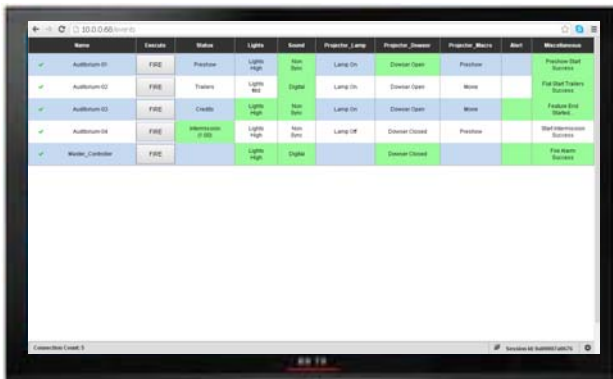 10.0.0.68/events
Name Execute Status Lights Sound Projector_Lamp Projector_Dowser Projector_Macro Alert Miscellaneous
Auditorium-01 FIRE Preshow Lights High Non Sync Lamp On Dowser Open Preshow Preshow Start Success
Auditorium-02 FIRE Trailers Lights Mid Digital Lamp On Dowser Open Movie Flat Start Trailers Success
Auditorium-03 FIRE Credits Lights High Non Sync Lamp On Dowser Open Movie Feature End Started
Auditorium-04 FIRE Intermission Lights High Non Sync Lamp Off Dowser Closed Preshow Start Intermission Success
Master_Controller FIRE Lights High Digital Dowser Closed Fire Alarm Success
Connection Count: 5
Session Id: